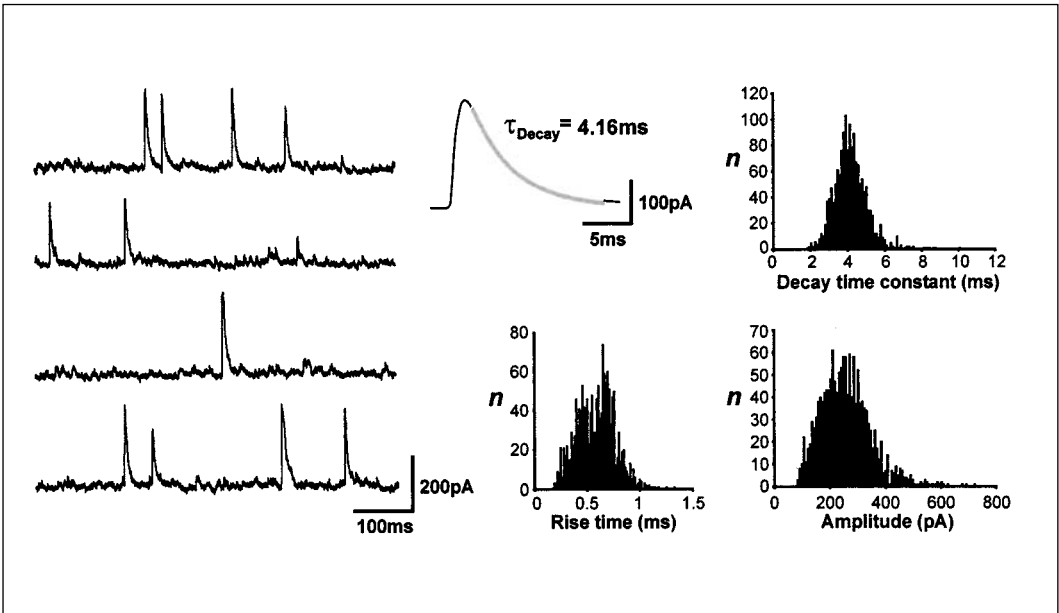 200pA
100ms
τDecay= 4.16ms
100pA
5ms
120
100
80
60
40
20
0
n
0 2 4 6 8 10 12
Decay time constant (ms)
80
60
40
20
0
n
0 0.5 1 1.5
Rise time (ms)
70
60
50
40
30
20
10
0
n
0 200 400 600 800
Amplitude (pA)